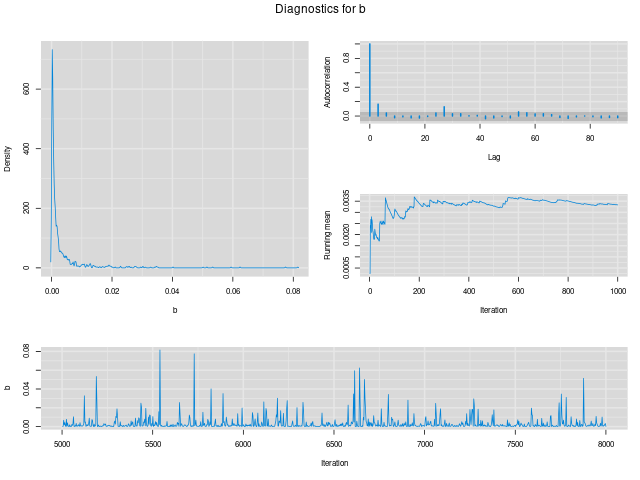 Diagnostics for b
Density
0 200 400 600
0.00 0.02 0.04 0.06 0.08
b
Autocorrelation
0.0 0.4 0.8
0 20 40 60 80
Lag
Running mean
0.0005 0.0020 0.0035
0 200 400 600 800 1000
Iteration
b
0.00 0.04 0.08
5000 5500 6000 6500 7000 7500 8000
Iteration